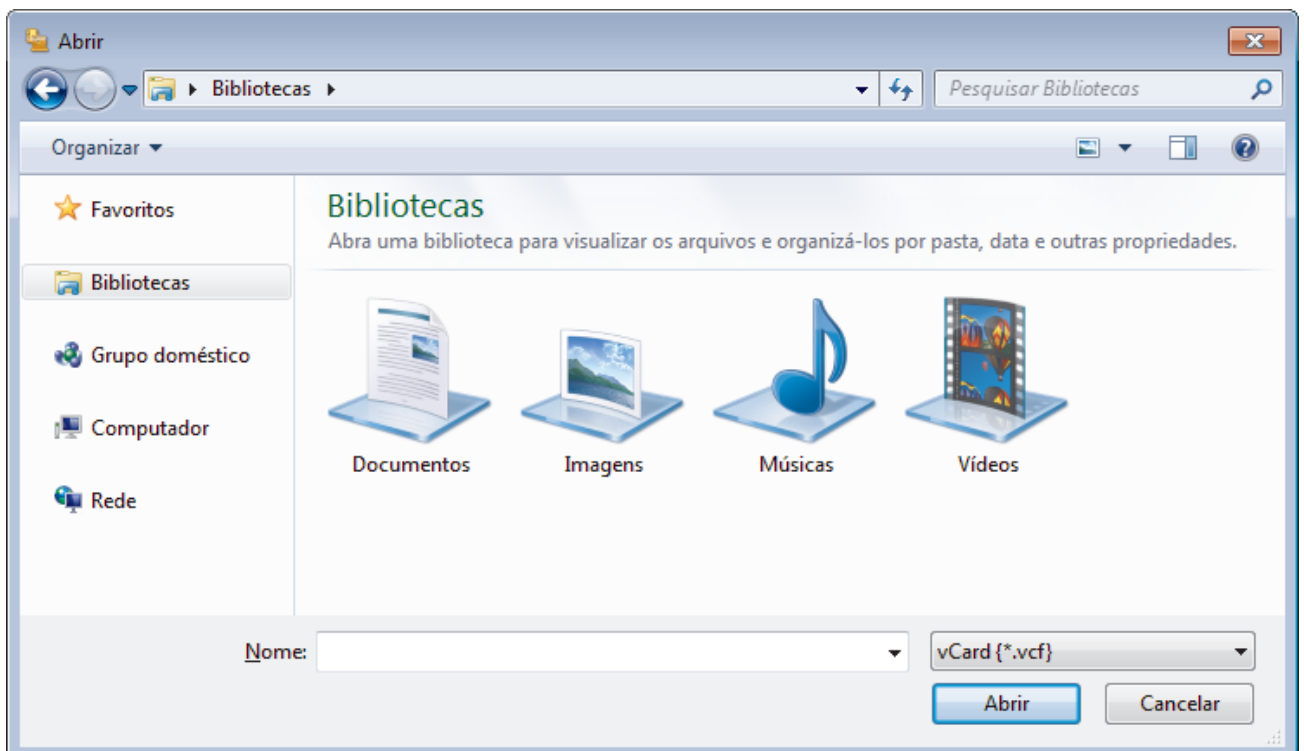 Abrir
Bibliotecas
Pesquisar Bibliotecas
Organizar
Favoritos
Bibliotecas
Grupo doméstico
Computador
Rede
Bibliotecas
Abra uma biblioteca para visualizar os arquivos e organizá-los por pasta, data e outras propriedades.
Documentos Imagens Músicas Vídeos
Nome: vCard {*.vcf}
Abrir Cancelar